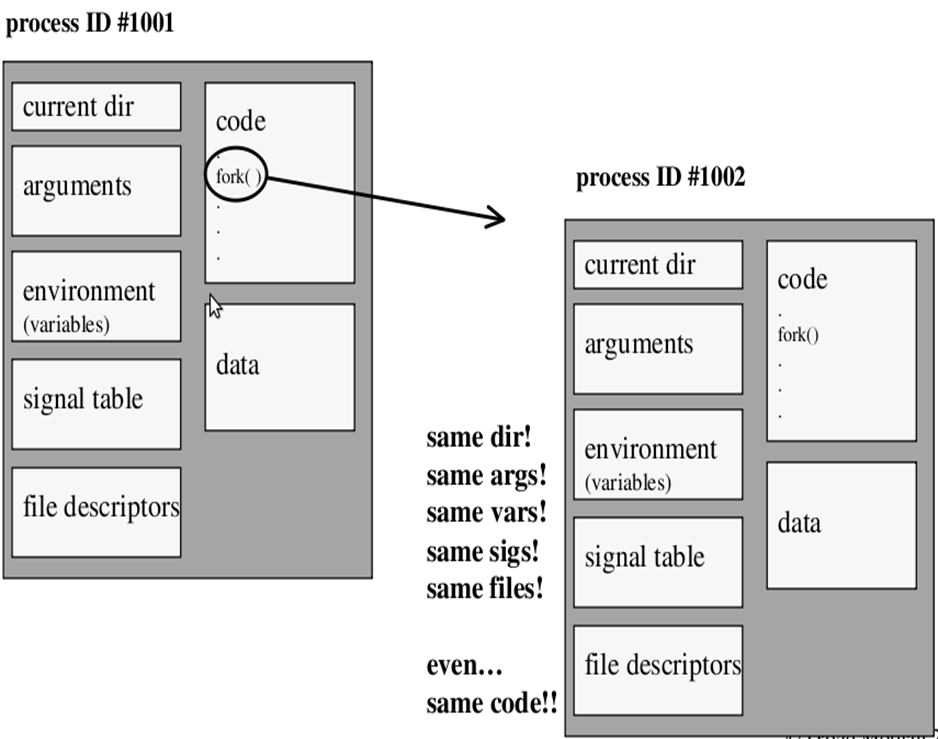 process ID #1001
current dir
arguments
environment
(variables)
signal table
file descriptors
code
.
fork( )
.
.
.
data
process ID #1002
same dir!
same args!
same vars!
same sigs!
same files!
even...
same code!!
current dir
arguments
environment
(variables)
signal table
file descriptors
code
.
fork()
.
.
.
data